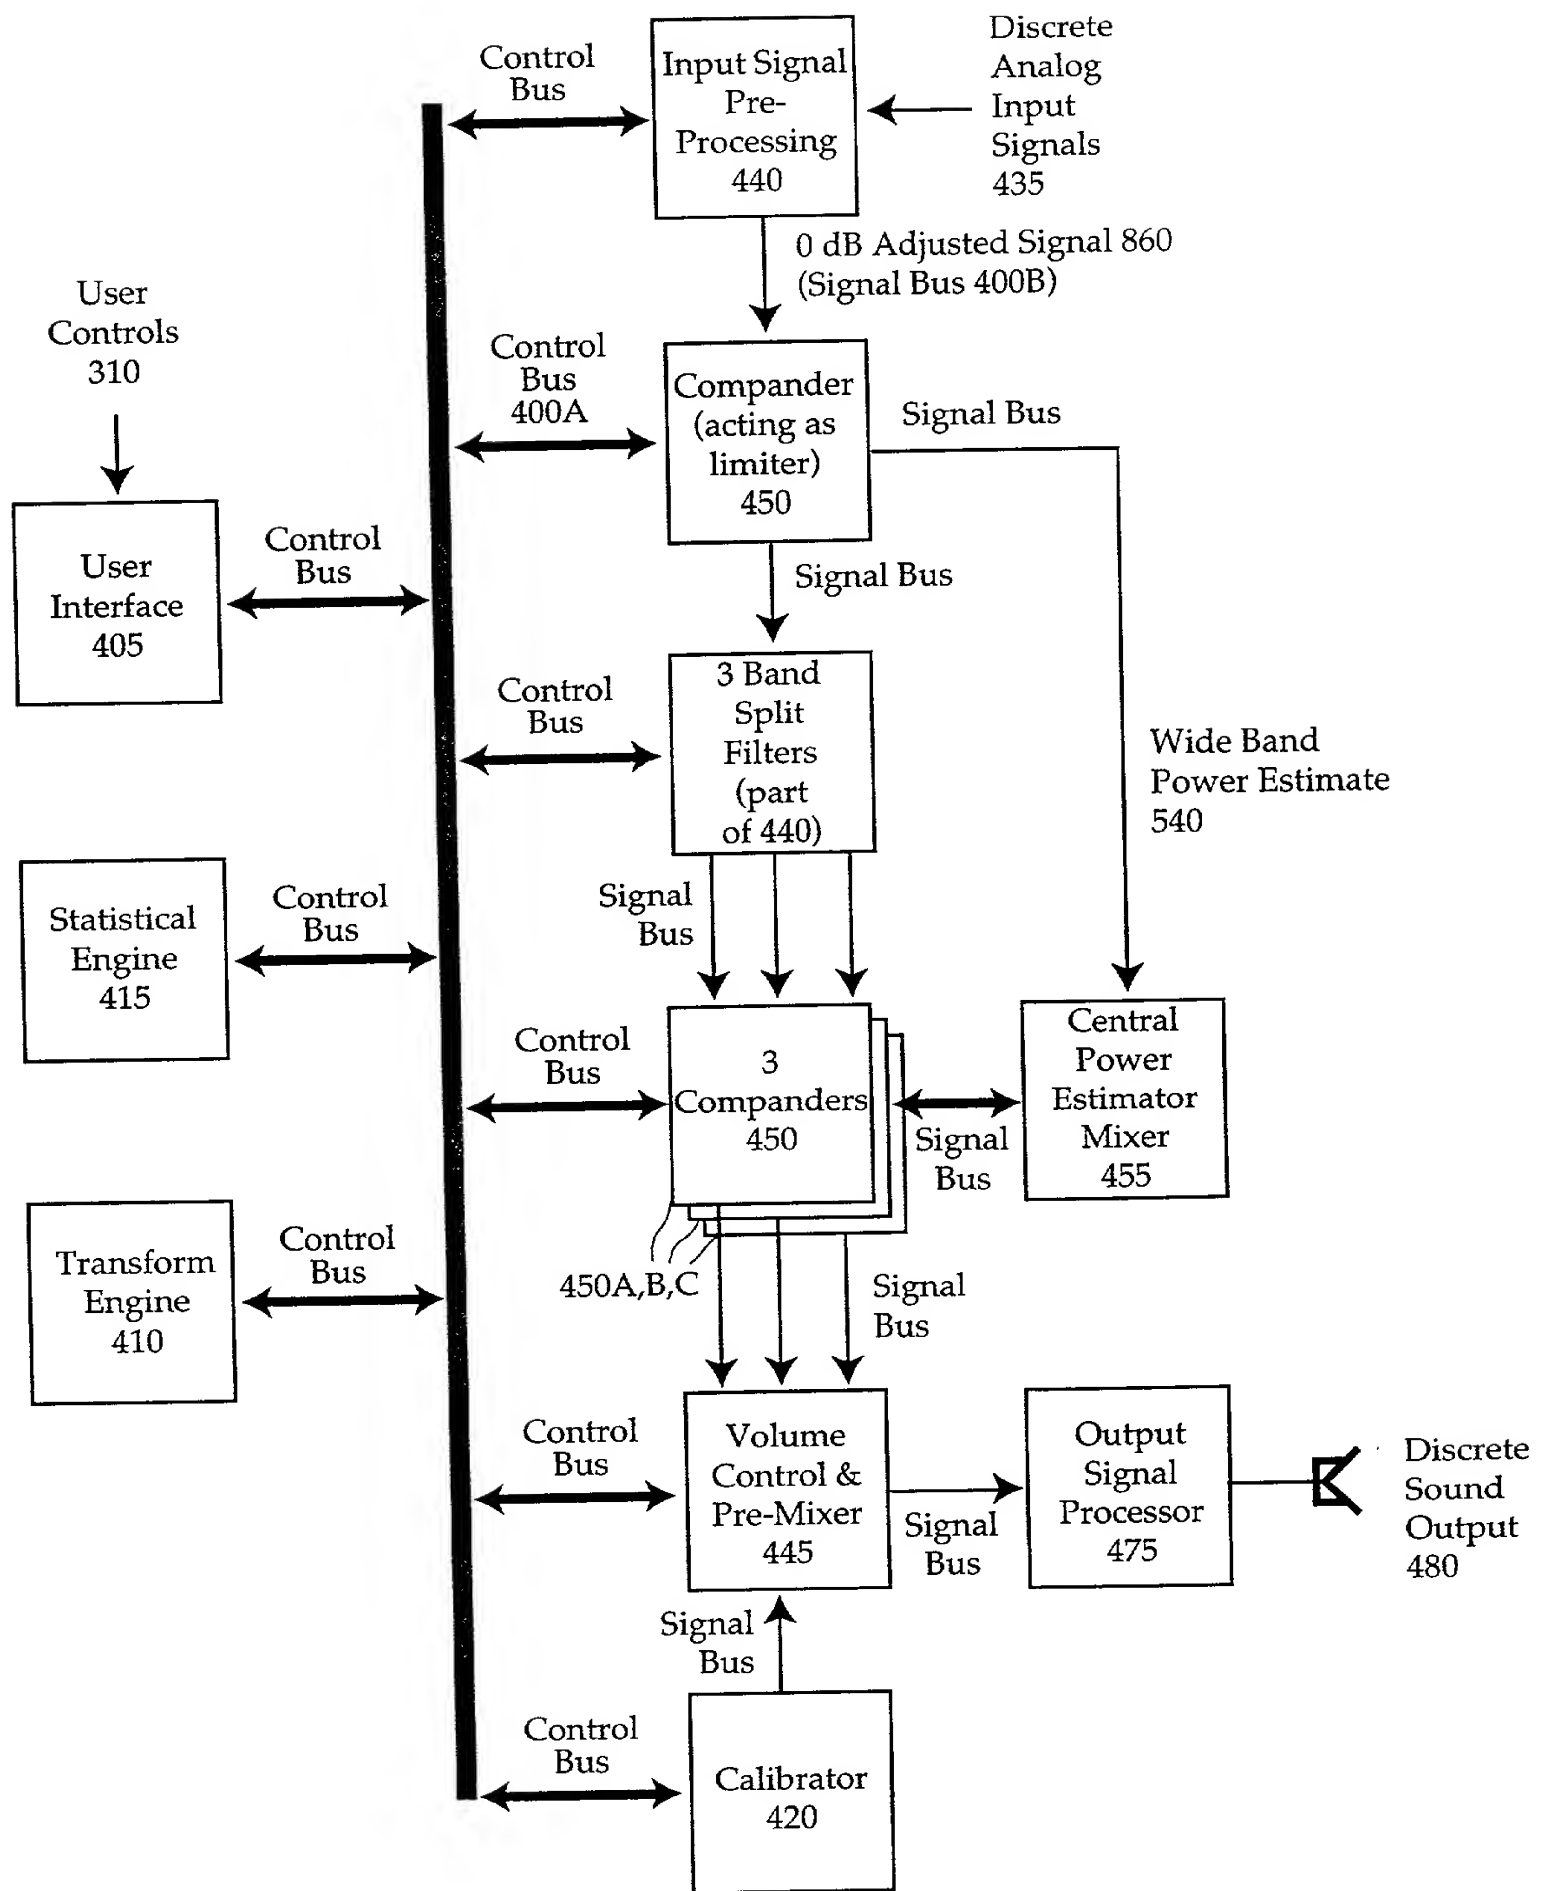 Control
Bus
Input Signal
Pre-
Processing
440
Discrete
Analog
Input
Signals
435
0 dB Adjusted Signal 860
(Signal Bus 400B)
User
Controls
310
Control
Bus
400A
Compander
(acting as
limiter)
450
Signal Bus
User
Interface
405
Control
Bus
Signal Bus
Control
Bus
3 Band
Split
Filters
(part
of 440)
Wide Band
Power Estimate
540
Statistical
Engine
415
Control
Bus
Signal
Bus
Control
Bus
3
Companders
450
Signal
Bus
Central
Power
Estimator
Mixer
455
Transform
Engine
410
Control
Bus
450A,B,C
Signal
Bus
Control
Bus
Volume
Control &
Pre-Mixer
445
Signal
Bus
Output
Signal
Processor
475
Discrete
Sound
Output
480
Signal
Bus
Control
Bus
Calibrator
420